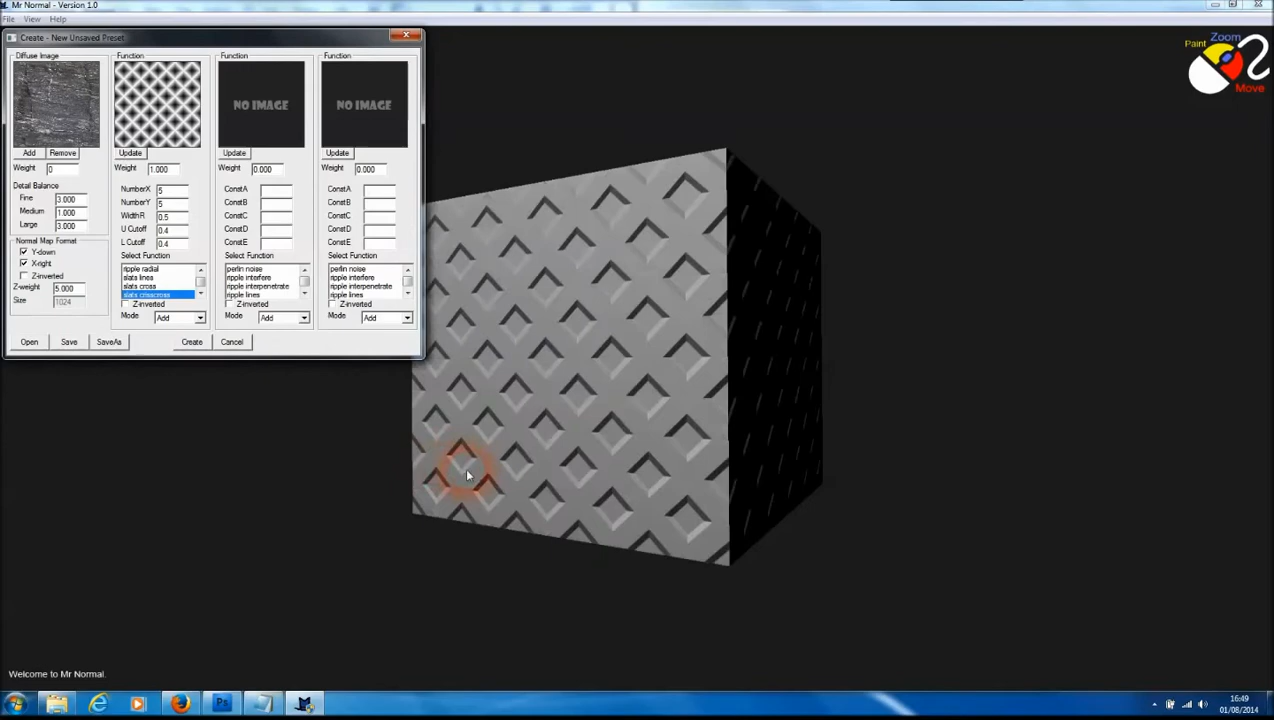 Mr Normal - Version 1.0
File View Help
Create - New Unsaved Preset
Diffuse Image
Function
Function
Function
NO IMAGE
NO IMAGE
Add Remove
Update
Update
Update
Weight 0
Weight 1.000
Weight 0.000
Weight 0.000
Detail Balance
Fine 3.000
Medium 1.000
Large 3.000
NumberX 5
NumberY 5
WidthR 0.5
U Cutoff 0.4
L Cutoff 0.4
ConstA
ConstB
ConstC
ConstD
ConstE
ConstA
ConstB
ConstC
ConstD
ConstE
Normal Map Format
Y-down
X-right
Z-inverted
Z-weight 5.000
Size 1024
Select Function
ripple radial
slats lines
slats cross
slats crisscross
Z-inverted
Mode Add
Select Function
perlin noise
ripple interfere
ripple interpenetrate
ripple lines
Z-inverted
Mode Add
Select Function
perlin noise
ripple interfere
ripple interpenetrate
ripple lines
Z-inverted
Mode Add
Open Save SaveAs Create Cancel
Zoom
Paint
Move
Welcome to Mr Normal.
Ps
16:49
01/08/2014